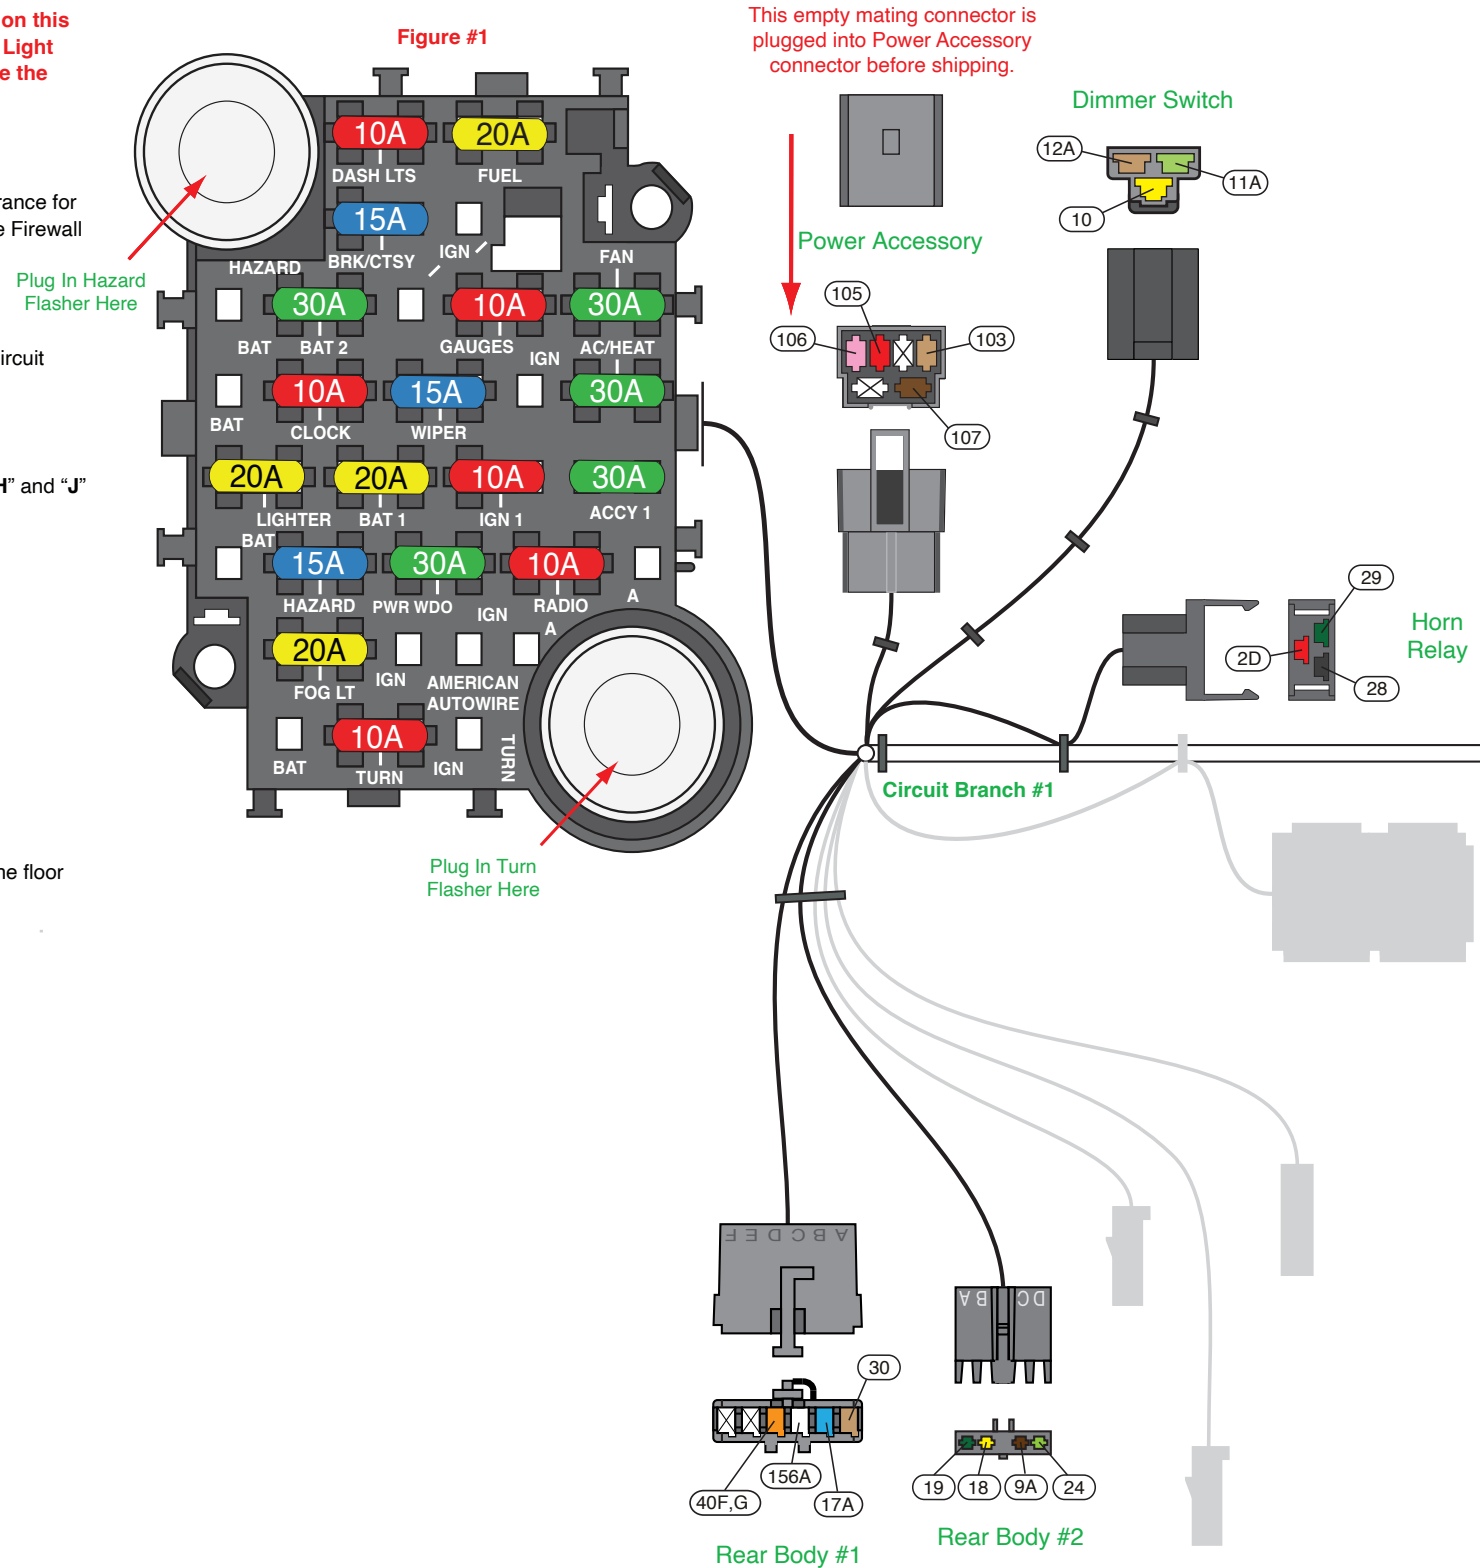 on this
Light
e the
rance for
e Firewall
ircuit
H” and “J”
ne floor
Figure #1
This empty mating connector is
plugged into Power Accessory
connector before shipping.
Dimmer Switch
12A
11A
10
Power Accessory
105
106
103
107
Plug In Hazard
Flasher Here
10A
20A
DASH LTS
FUEL
15A
IGN
HAZARD
BRK/CTSY
FAN
30A
10A
30A
BAT
BAT 2
GAUGES
IGN
AC/HEAT
10A
15A
30A
BAT
CLOCK
WIPER
20A
20A
10A
30A
LIGHTER
BAT 1
IGN 1
ACCY 1
BAT
15A
30A
10A
HAZARD
PWR WDO
IGN
RADIO
A
A
20A
FOG LT
IGN
AMERICAN
AUTOWIRE
10A
BAT
TURN
IGN
TURN
Plug In Turn
Flasher Here
29
Horn
Relay
2D
28
Circuit Branch #1
A B C D E F
A B
C D
30
156A
40F,G
17A
Rear Body #1
19
18
9A
24
Rear Body #2